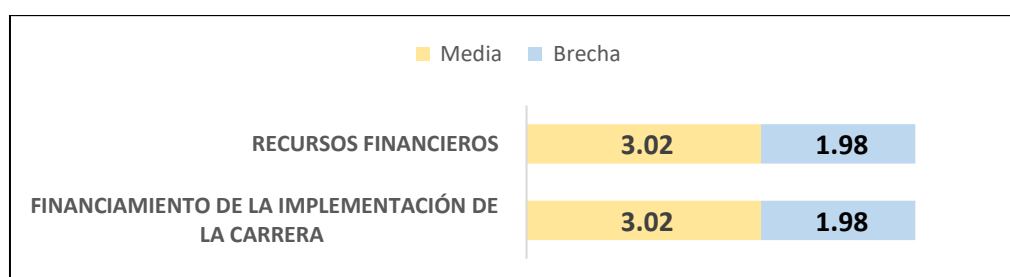 Media Brecha
RECURSOS FINANCIEROS 3.02 1.98
FINANCIAMIENTO DE LA IMPLEMENTACIÓN DE
LA CARRERA 3.02 1.98